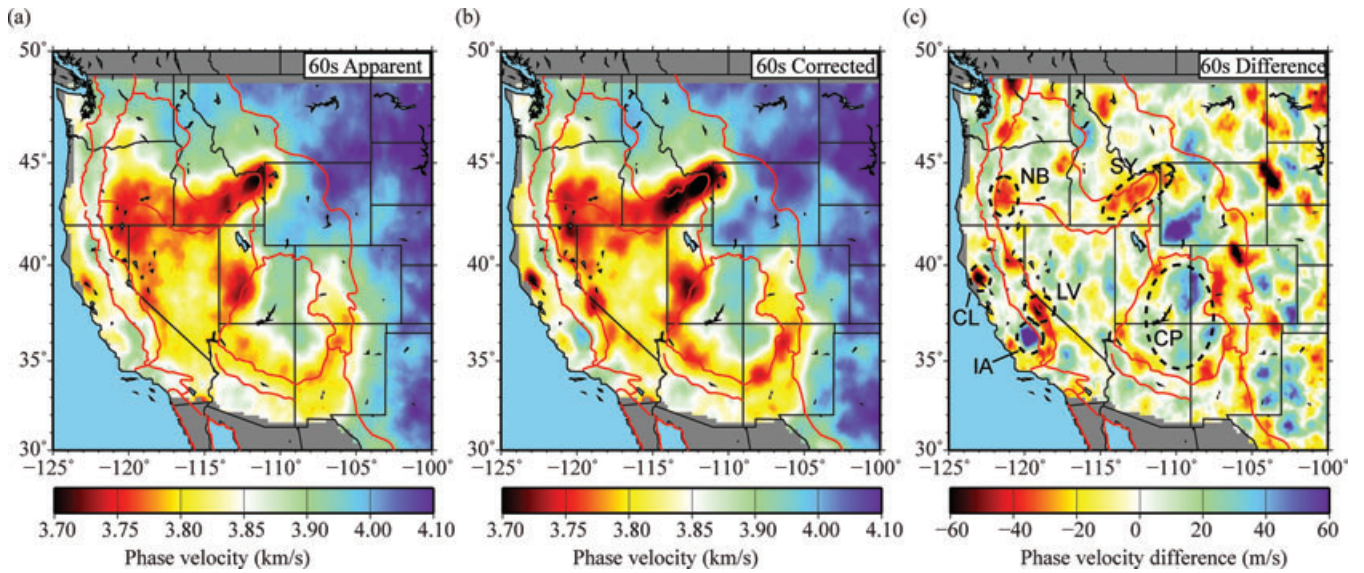 (a)
60s Apparent
50°
45°
40°
35°
30°
−125 −120° −115° −110° −105° −100°
3.70 3.75 3.80 3.85 3.90 4.00 4.10
Phase velocity (km/s)
(b)
60s Corrected
50°
45°
40°
35°
30°
−125 −120° −115° −110° −105° −100°
3.70 3.75 3.80 3.85 3.90 4.00 4.10
Phase velocity (km/s)
(c)
60s Difference
50°
45°
40°
35°
30°
NB
SY
LV
CL
CP
IA
−125 −120° −115° −110° −105° −100°
−60 −40 −20 0 20 40 60
Phase velocity difference (m/s)